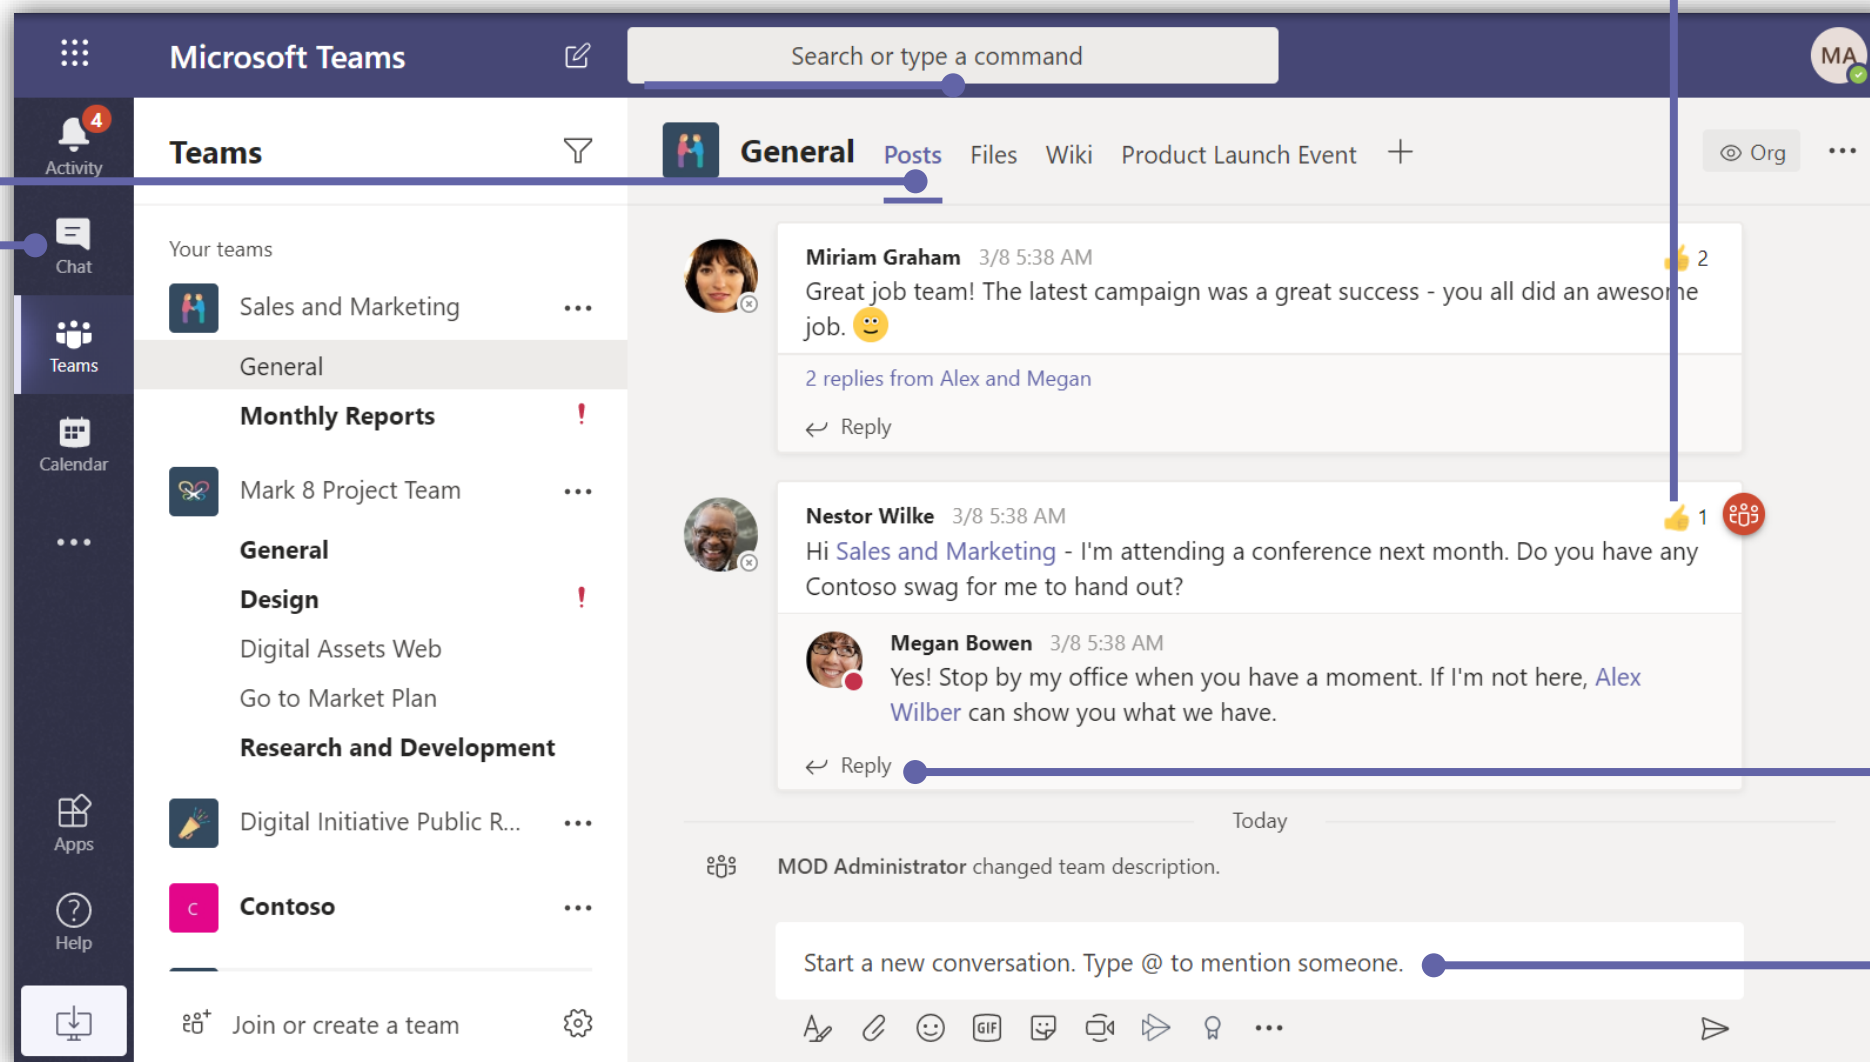 Microsoft Teams
Search or type a command
MA
4
Activity
Chat
Teams
Calendar
Apps
Help
Teams
Your teams
Sales and Marketing
General
Monthly Reports
Mark 8 Project Team
General
Design
Digital Assets Web
Go to Market Plan
Research and Development
Digital Initiative Public R...
C
Contoso
Join or create a team
General Posts Files Wiki Product Launch Event
Org
Miriam Graham 3/8 5:38 AM
2
Great job team! The latest campaign was a great success - you all did an awesome
job.
2 replies from Alex and Megan
Reply
Nestor Wilke 3/8 5:38 AM
1
Hi Sales and Marketing - I'm attending a conference next month. Do you have any
Contoso swag for me to hand out?
Megan Bowen 3/8 5:38 AM
Yes! Stop by my office when you have a moment. If I'm not here, Alex
Wilber can show you what we have.
Reply
Today
MOD Administrator changed team description.
Start a new conversation. Type @ to mention someone.
GIF